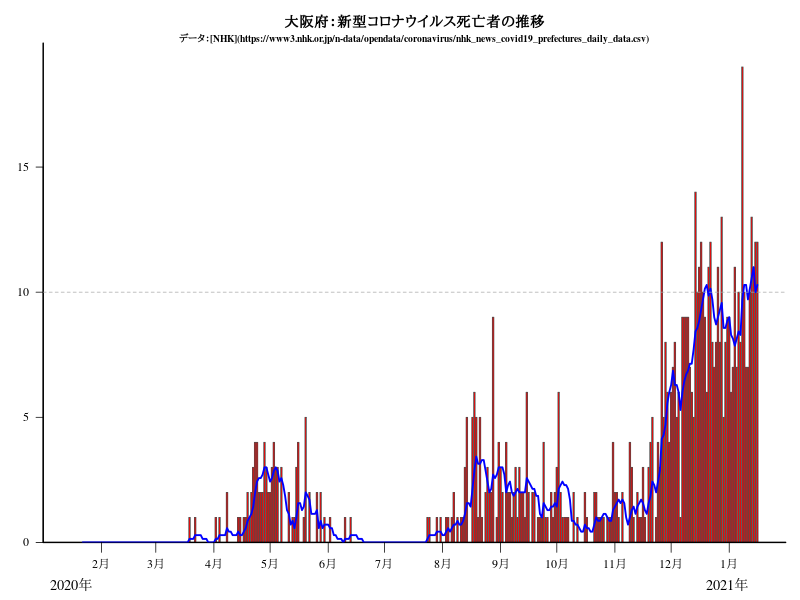 大阪府：新型コロナウイルス死亡者の推移
データ：[NHK](https://www3.nhk.or.jp/n-data/opendata/coronavirus/nhk_news_covid19_prefectures_daily_data.csv)
15
10
5
0
2月 3月 4月 5月 6月 7月 8月 9月 10月 11月 12月 1月
2020年 2021年